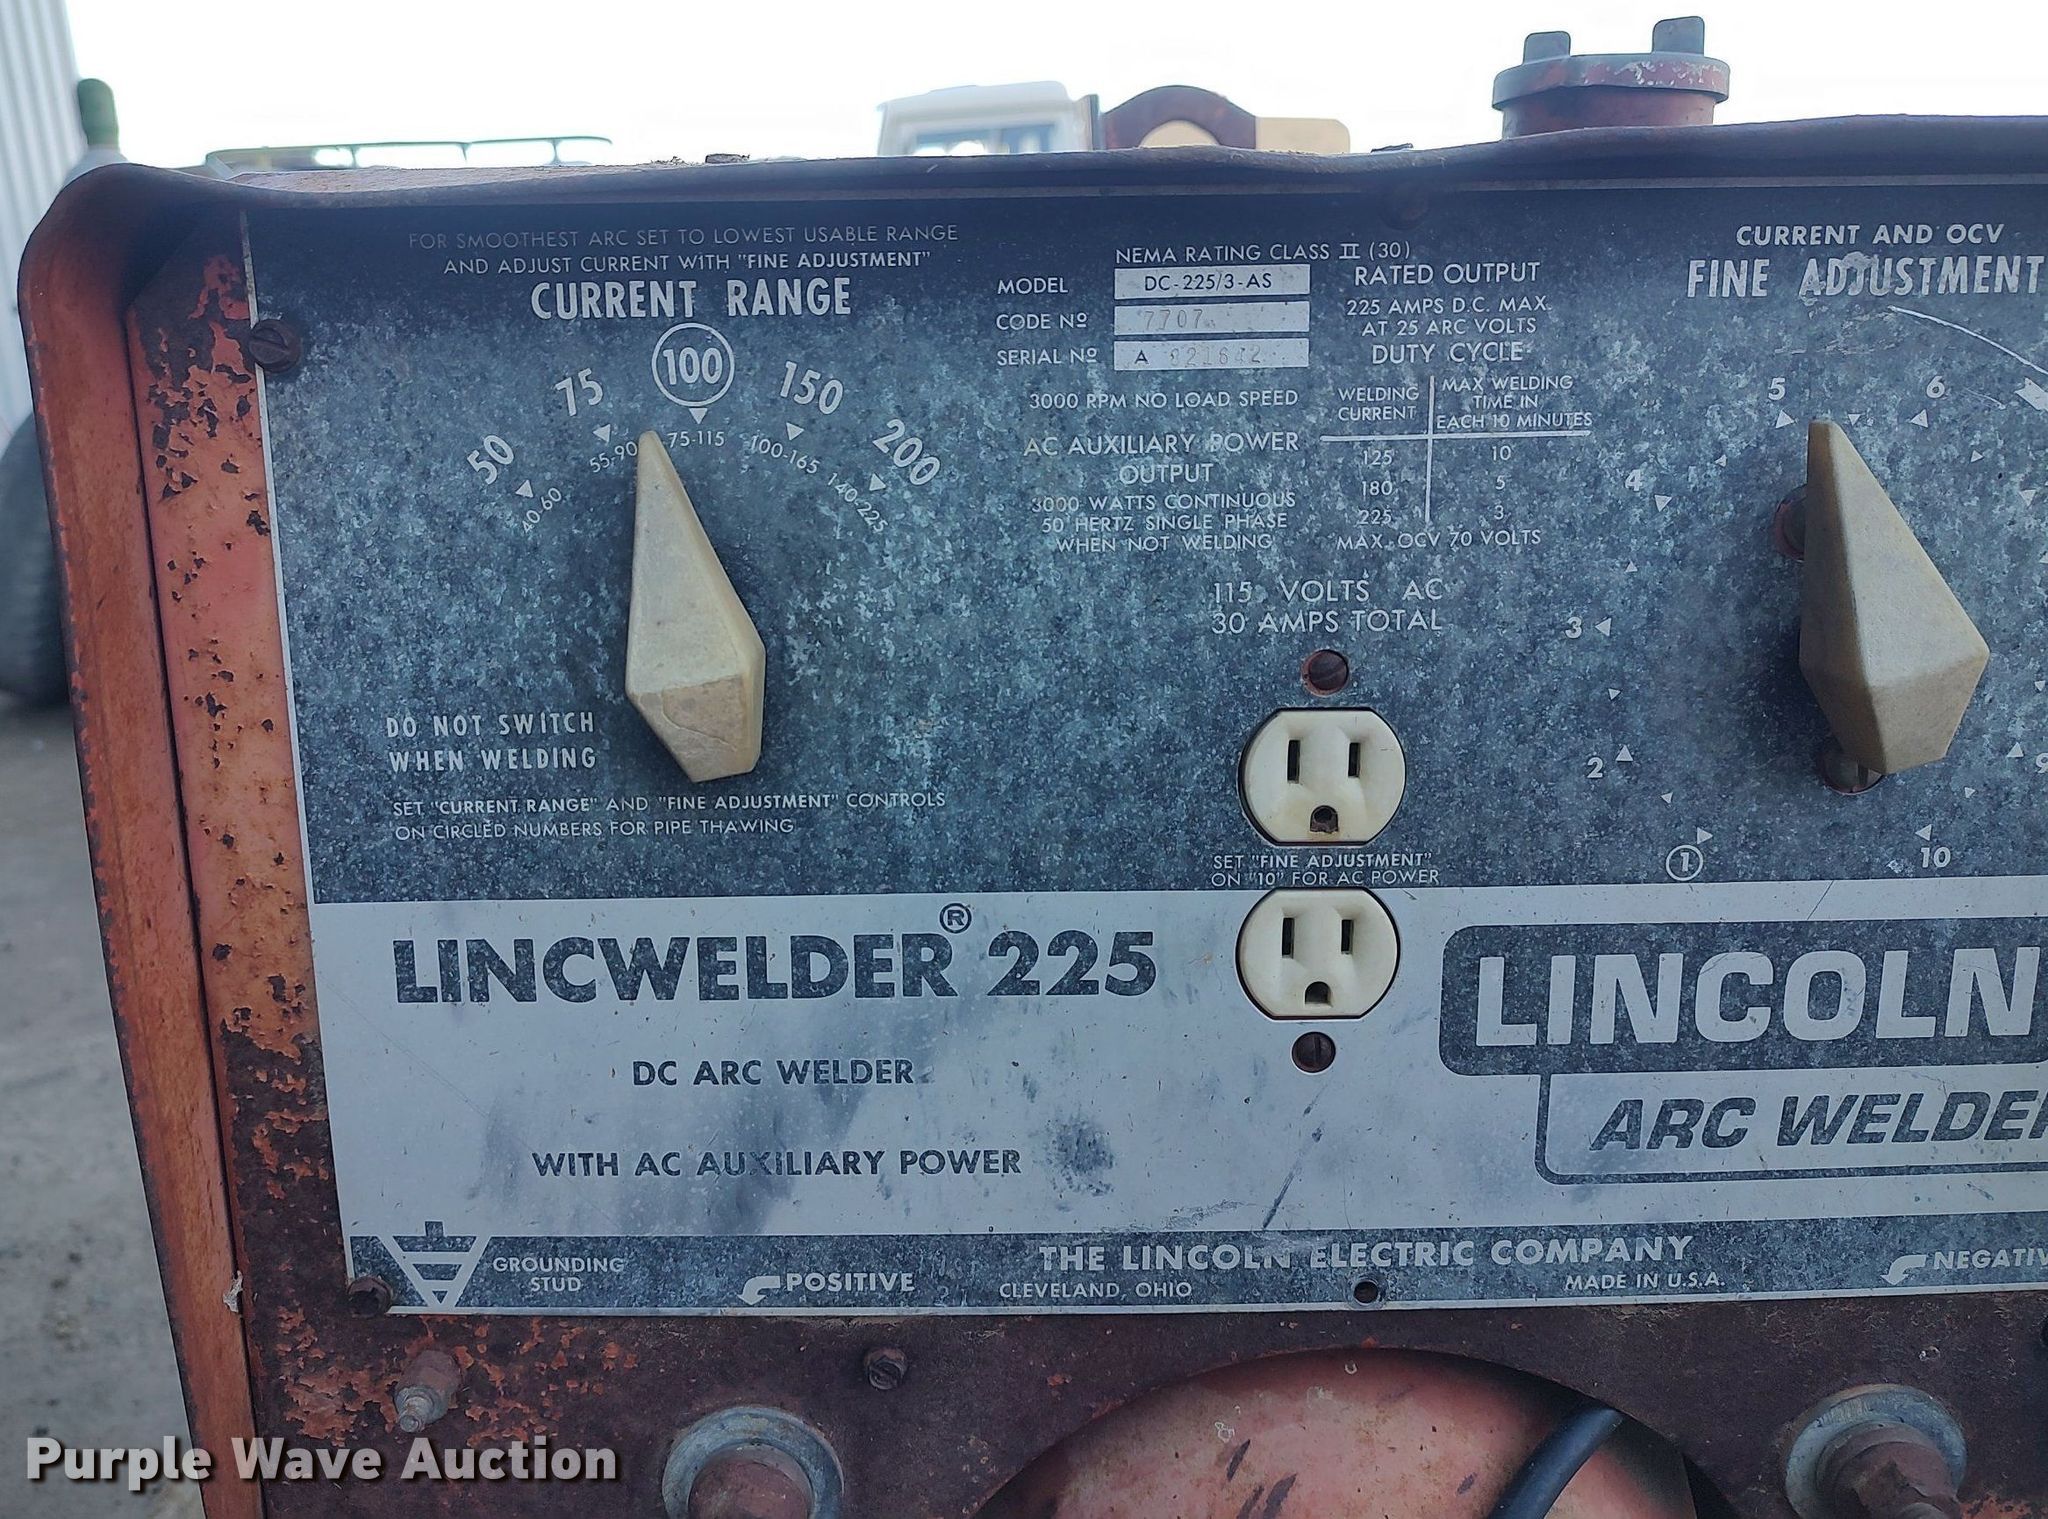 FOR SMOOTHEST ARC SET TO LOWEST USABLE RANGE
AND ADJUST CURRENT WITH "FINE ADJUSTMENT"
CURRENT RANGE
50
75
100
150
200
40-60
55-90
75-115
100-165
140-225
DO NOT SWITCH
WHEN WELDING
SET "CURRENT RANGE" AND "FINE ADJUSTMENT" CONTROLS
ON CIRCLED NUMBERS FOR PIPE THAWING
NEMA RATING CLASS II (30)
MODEL DC-225/3-AS
CODE Nº 7707
SERIAL Nº A 821642
3000 RPM NO LOAD SPEED
AC AUXILIARY POWER
OUTPUT
3000 WATTS CONTINUOUS
50 HERTZ SINGLE PHASE
WHEN NOT WELDING
RATED OUTPUT
225 AMPS D.C. MAX.
AT 25 ARC VOLTS
DUTY CYCLE
WELDING CURRENT
MAX WELDING TIME IN EACH 10 MINUTES
125 10
180 5
225 3
MAX. OCV 70 VOLTS
115 VOLTS AC
30 AMPS TOTAL
SET "FINE ADJUSTMENT"
ON "10" FOR AC POWER
CURRENT AND OCV
FINE ADJUSTMENT
1
2
3
4
5
6
9
10
LINCWELDER® 225
DC ARC WELDER
WITH AC AUXILIARY POWER
LINCOLN
ARC WELDER
GROUNDING
STUD
POSITIVE
THE LINCOLN ELECTRIC COMPANY
CLEVELAND, OHIO
MADE IN U.S.A.
NEGATIV
Purple Wave Auction